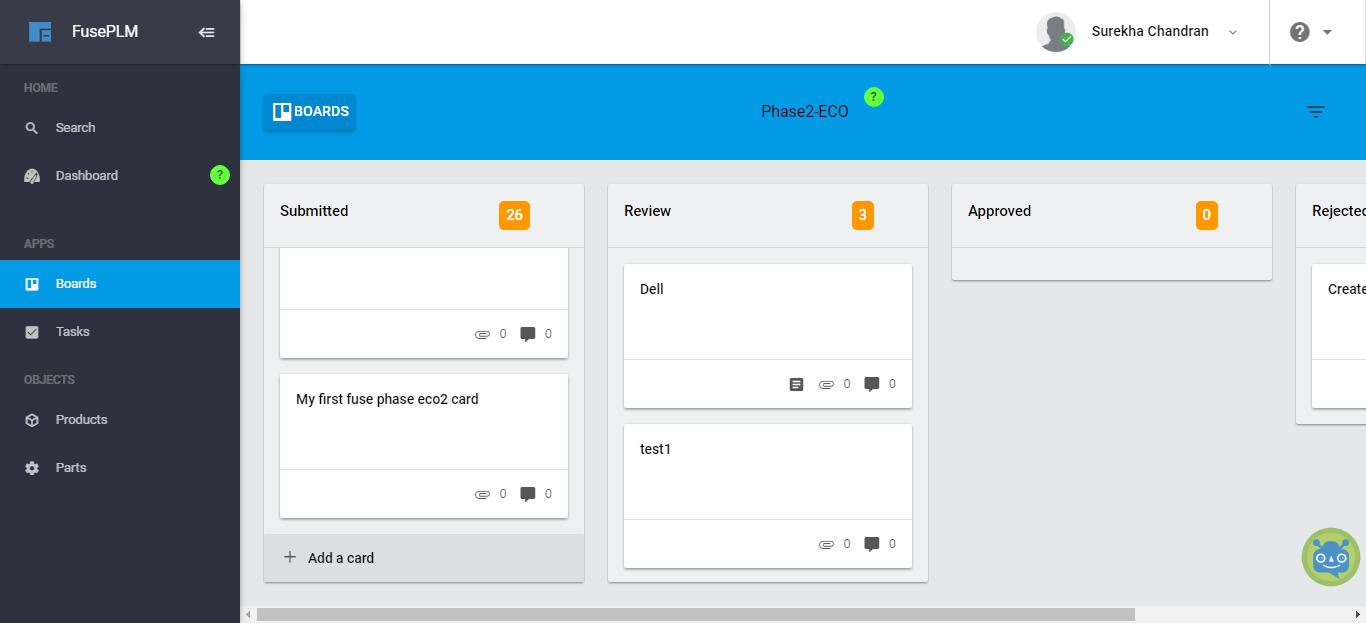 FusePLM
Surekha Chandran
?
HOME
Search
Dashboard
?
APPS
Boards
Tasks
OBJECTS
Products
Parts
BOARDS
Phase2-ECO
?
Submitted
26
0
0
My first fuse phase eco2 card
0
0
Add a card
Review
3
Dell
0
0
test1
0
0
Approved
0
Rejected
Create